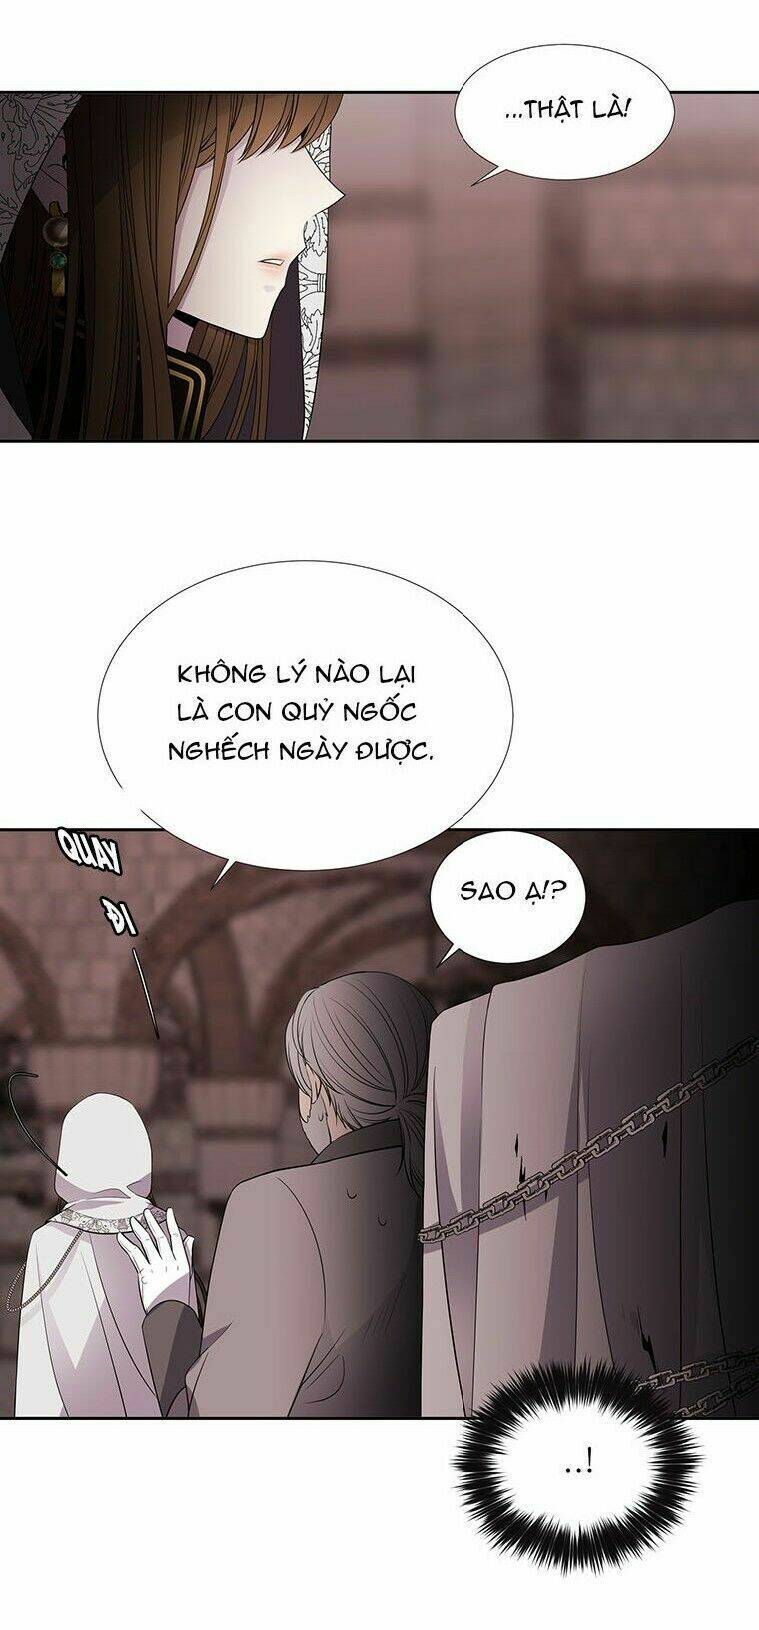 ...THẬT LÀ!
KHÔNG LÝ NÀO LẠI
LÀ CON QUỶ NGỐC
NGHẾCH NGÀY ĐƯỢC.
QUAY
ĐI
SAO Ạ!?
..!